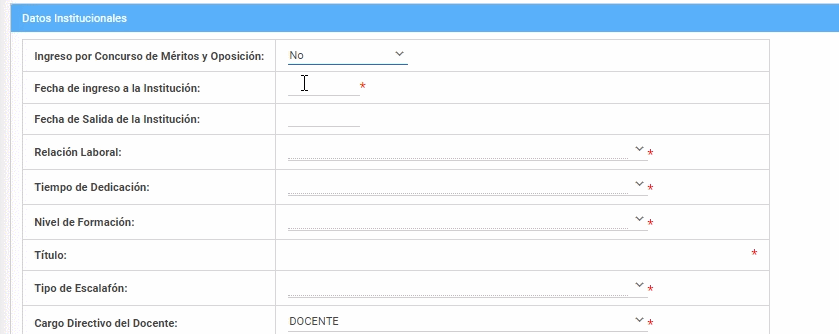 Datos Institucionales
Ingreso por Concurso de Méritos y Oposición: No
Fecha de ingreso a la Institución: *
Fecha de Salida de la Institución:
Relación Laboral: *
Tiempo de Dedicación: *
Nivel de Formación: *
Título: *
Tipo de Escalafón: *
Cargo Directivo del Docente: DOCENTE *